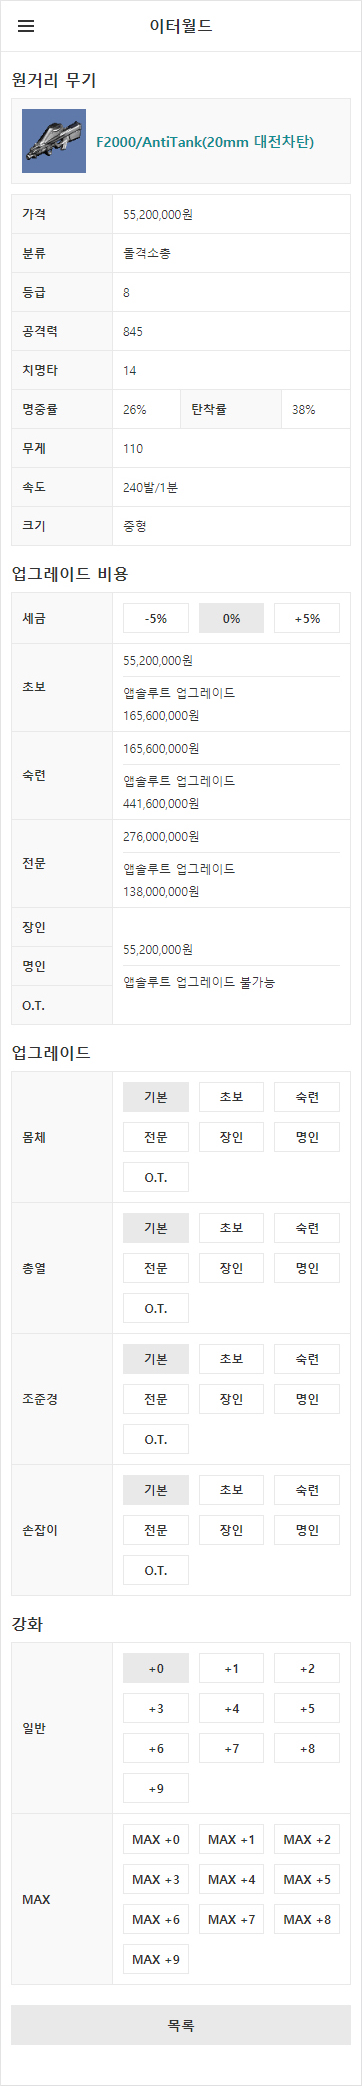 이터월드
원거리 무기
F2000/AntiTank(20mm 대전차탄)
가격 55,200,000원
분류 돌격소총
등급 8
공격력 845
치명타 14
명중률 26% 탄착률 38%
무게 110
속도 240발/1분
크기 중형
업그레이드 비용
세금 -5% 0% +5%
초보 55,200,000원
앱솔루트 업그레이드
165,600,000원
숙련 165,600,000원
앱솔루트 업그레이드
441,600,000원
전문 276,000,000원
앱솔루트 업그레이드
138,000,000원
장인
명인 55,200,000원
앱솔루트 업그레이드 불가능
O.T.
업그레이드
몸체 기본 초보 숙련
전문 장인 명인
O.T.
총열 기본 초보 숙련
전문 장인 명인
O.T.
조준경 기본 초보 숙련
전문 장인 명인
O.T.
손잡이 기본 초보 숙련
전문 장인 명인
O.T.
강화
일반 +0 +1 +2
+3 +4 +5
+6 +7 +8
+9
MAX MAX +0 MAX +1 MAX +2
MAX +3 MAX +4 MAX +5
MAX +6 MAX +7 MAX +8
MAX +9
목록